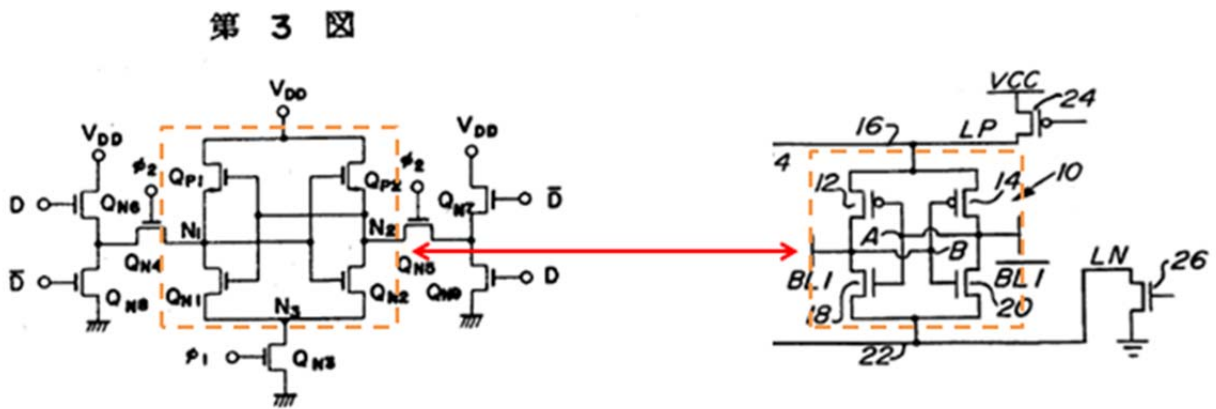 第 3 図
VDD
VDD
VDD
φ2
φ2
D
QN6
QP1
QP2
QN7
D̅
N1
N2
D̅
QN4
QN5
D
QN8
QN1
QN2
QN9
N3
φ1
QN3
VCC
24
16
LP
4
12
14
10
A
B
BL1
B̅L̅1̅
LN
26
18
20
22